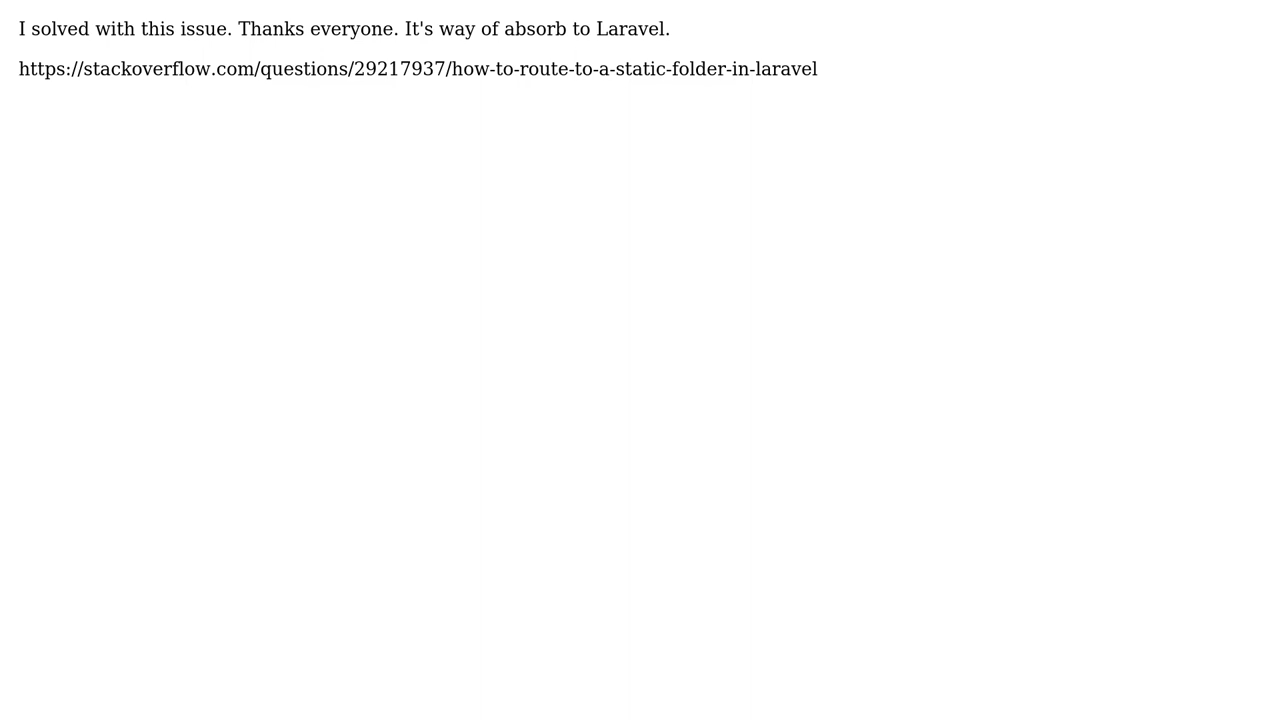 I solved with this issue. Thanks everyone. It's way of absorb to Laravel.
https://stackoverflow.com/questions/29217937/how-to-route-to-a-static-folder-in-laravel